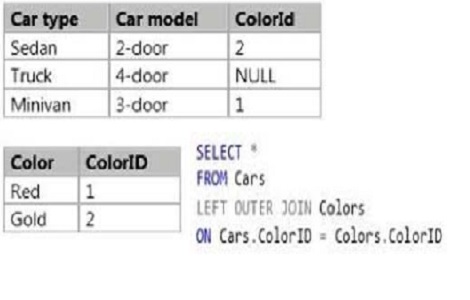 Car type Car model ColorId
Sedan 2-door 2
Truck 4-door NULL
Minivan 3-door 1
Color ColorID
Red 1
Gold 2
SELECT *
FROM Cars
LEFT OUTER JOIN Colors
ON Cars.ColorID = Colors.ColorID